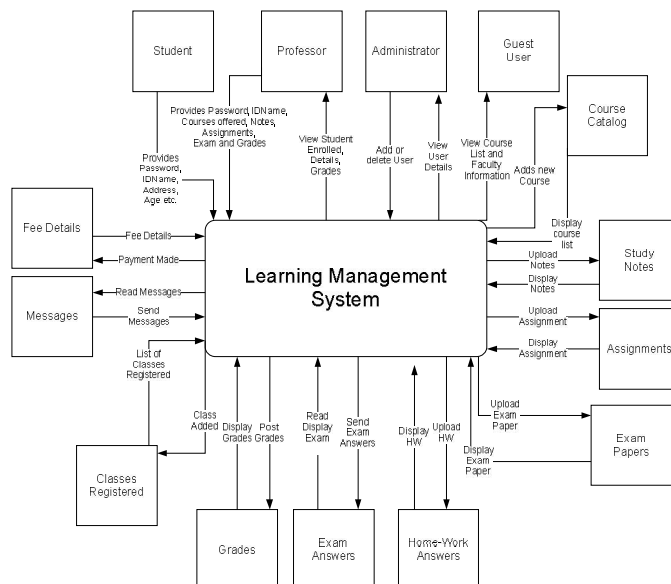 Student
Professor
Administrator
Guest
User
Course
Catalog
Provides Password, IDName,
Courses offered, Notes,
Assignments,
Exam and Grades
View Student
Enrolled,
Details,
Grades
Add or
delete User
View
User
Details
View Course
List and
Faculty
Information
Adds new
Course
Provides
Password,
IDName,
Address,
Age etc.
Display
course
list
Fee Details
Fee Details
Payment Made
Learning Management
System
Upload
Notes
Display
Notes
Study
Notes
Messages
Read Messages
Send
Messages
Upload
Assignment
Display
Assignment
Assignments
List of
Classes
Registered
Class
Added
Display
Grades
Post
Grades
Read
Display
Exam
Send
Exam
Answers
Display
HW
Upload
HW
Display
Exam
Paper
Upload
Exam
Paper
Exam
Papers
Classes
Registered
Grades
Exam
Answers
Home-Work
Answers